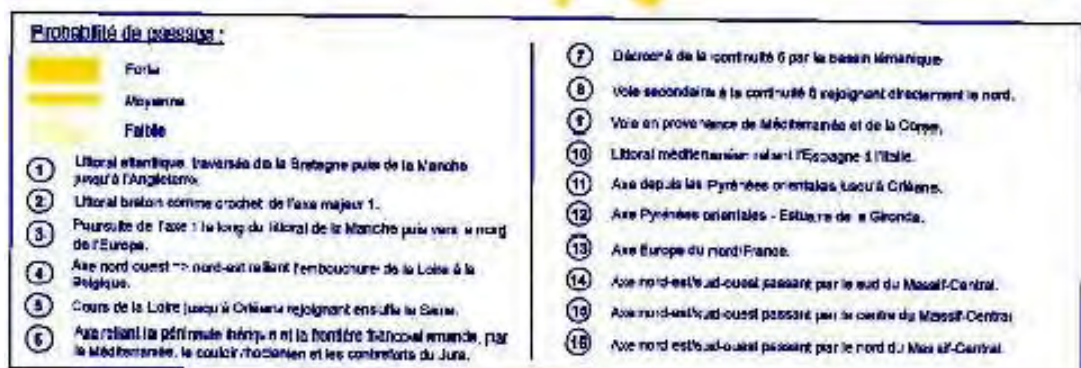 Probabilité de passage :
Forte
Moyenne
Faible
1 Littoral atlantique, traversée de la Bretagne puis de la Manche
jusqu'à l'Angleterre.
2 Littoral breton comme crochet de l'axe majeur 1.
3 Poursuite de l'axe 1 le long du littoral de la Manche puis vers le nord
de l'Europe.
4 Axe nord ouest => nord-est reliant l'embouchure de la Loire à la
Belgique.
5 Cours de la Loire jusqu'à Orléans rejoignant ensuite la Seine.
6 Axe reliant la péninsule ibérique et la frontière franco-allemande, par
la Méditerranée, le couloir rhodanien et les contreforts du Jura.
7 Décroché de la continuité 6 par le bassin lémanique
8 Voie secondaire à la continuité 6 rejoignant directement le nord.
9 Voie en provenance de Méditerranée et de la Corse.
10 Littoral méditerranéen reliant l'Espagne à l'Italie.
11 Axe depuis les Pyrénées orientales jusqu'à Orléans.
12 Axe Pyrénées orientales - Estuaire de la Gironde.
13 Axe Europe du nord/France.
14 Axe nord-est/sud-ouest passant par le sud du Massif-Central.
15 Axe nord-est/sud-ouest passant par le centre du Massif-Central
16 Axe nord est/sud-ouest passant par le nord du Massif-Central.